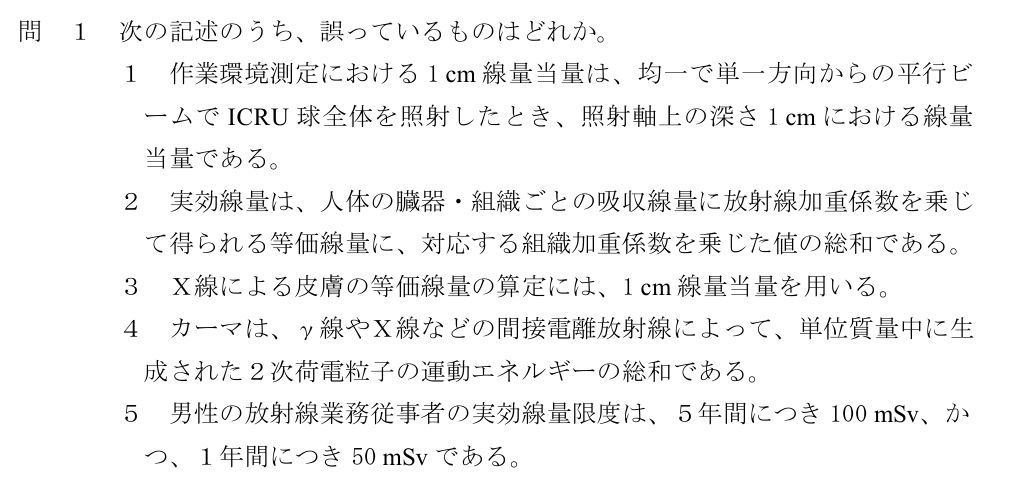 問　１　次の記述のうち、誤っているものはどれか。
１　作業環境測定における１cm 線量当量は、均一で単一方向からの平行ビ
ームで ICRU 球全体を照射したとき、照射軸上の深さ１cm における線量
当量である。
２　実効線量は、人体の臓器・組織ごとの吸収線量に放射線加重係数を乗じ
て得られる等価線量に、対応する組織加重係数を乗じた値の総和である。
３　Ｘ線による皮膚の等価線量の算定には、1 cm 線量当量を用いる。
４　カーマは、γ線やＸ線などの間接電離放射線によって、単位質量中に生
成された２次荷電粒子の運動エネルギーの総和である。
５　男性の放射線業務従事者の実効線量限度は、５年間につき 100 mSv、か
つ、１年間につき 50 mSv である。